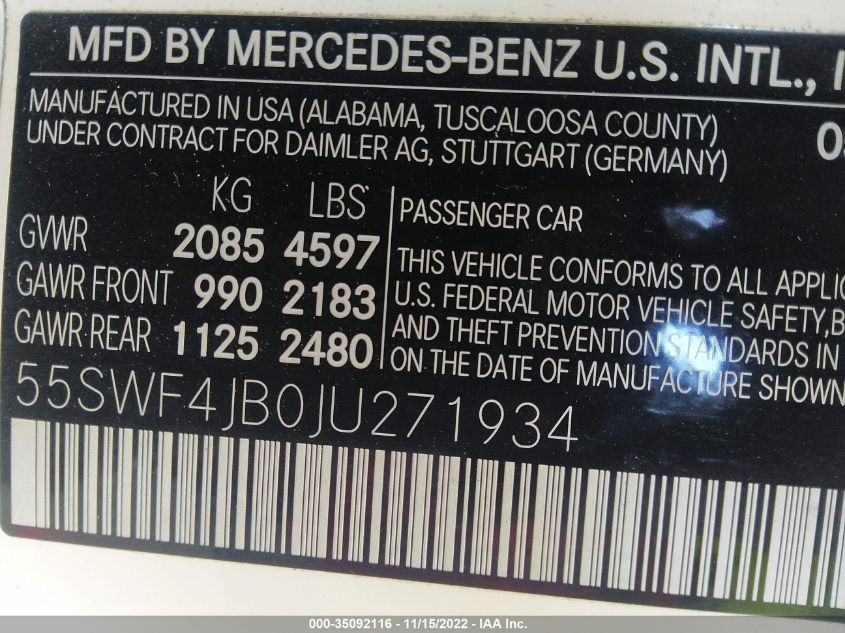 MFD BY MERCEDES-BENZ U.S. INTL., I
MANUFACTURED IN USA (ALABAMA, TUSCALOOSA COUNTY)
UNDER CONTRACT FOR DAIMLER AG, STUTTGART (GERMANY)
KG LBS
GVWR 2085 4597
GAWR FRONT 990 2183
GAWR REAR 1125 2480
PASSENGER CAR
THIS VEHICLE CONFORMS TO ALL APPLIC
U.S. FEDERAL MOTOR VEHICLE SAFETY, B
AND THEFT PREVENTION STANDARDS IN
ON THE DATE OF MANUFACTURE SHOWN
55SWF4JB0JU271934
000-35092116 - 11/15/2022 - IAA Inc.